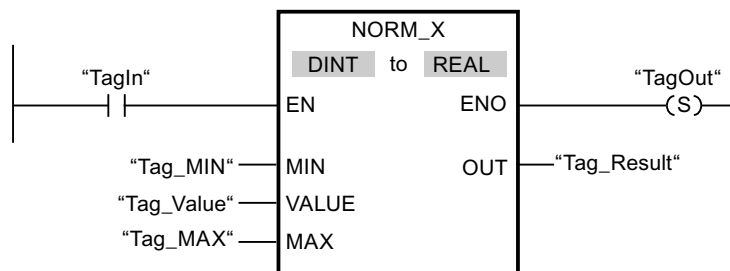 NORM_X
DINT to REAL
“TagIn“
“TagOut“
EN
ENO
(S)
“Tag_MIN“
MIN
OUT
“Tag_Result“
“Tag_Value“
VALUE
“Tag_MAX“
MAX